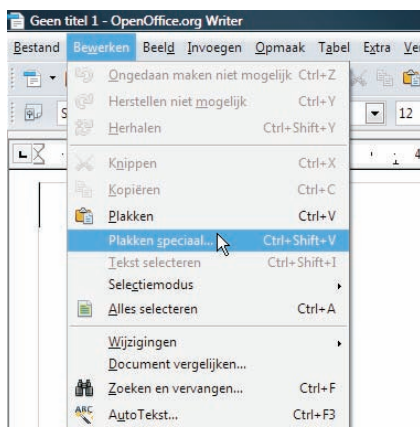 Geen titel 1 - OpenOffice.org Writer
Bestand Bewerken Beeld Invoegen Opmaak Tabel Extra
Ongedaan maken niet mogelijk Ctrl+Z
Herstellen niet mogelijk Ctrl+Y
12
Herhalen Ctrl+Shift+Y
Knippen Ctrl+X
Kopiëren Ctrl+C
Plakken Ctrl+V
Plakken speciaal... Ctrl+Shift+V
Tekst selecteren Ctrl+Shift+I
Selectiemodus
Alles selecteren Ctrl+A
Wijzigingen
Document vergelijken...
Zoeken en vervangen... Ctrl+F
ABC AutoTekst... Ctrl+F3